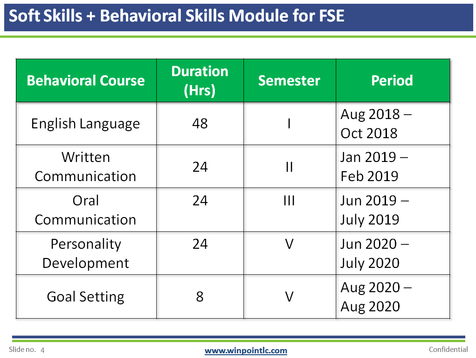 Soft Skills + Behavioral Skills Module for FSE
Behavioral Course Duration (Hrs) Semester Period
English Language 48 I Aug 2018 – Oct 2018
Written Communication 24 II Jan 2019 – Feb 2019
Oral Communication 24 III Jun 2019 – July 2019
Personality Development 24 V Jun 2020 – July 2020
Goal Setting 8 V Aug 2020 – Aug 2020
Slide no. 4 www.winpointlc.com Confidential